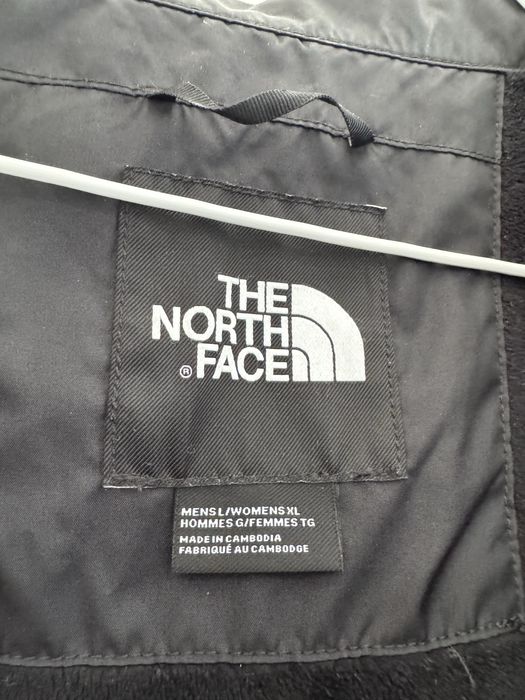 THE
NORTH
® FACE
MENS L/WOMENS XL
HOMMES G/FEMMES TG
MADE IN CAMBODIA
FABRIQUÉ AU CAMBODGE